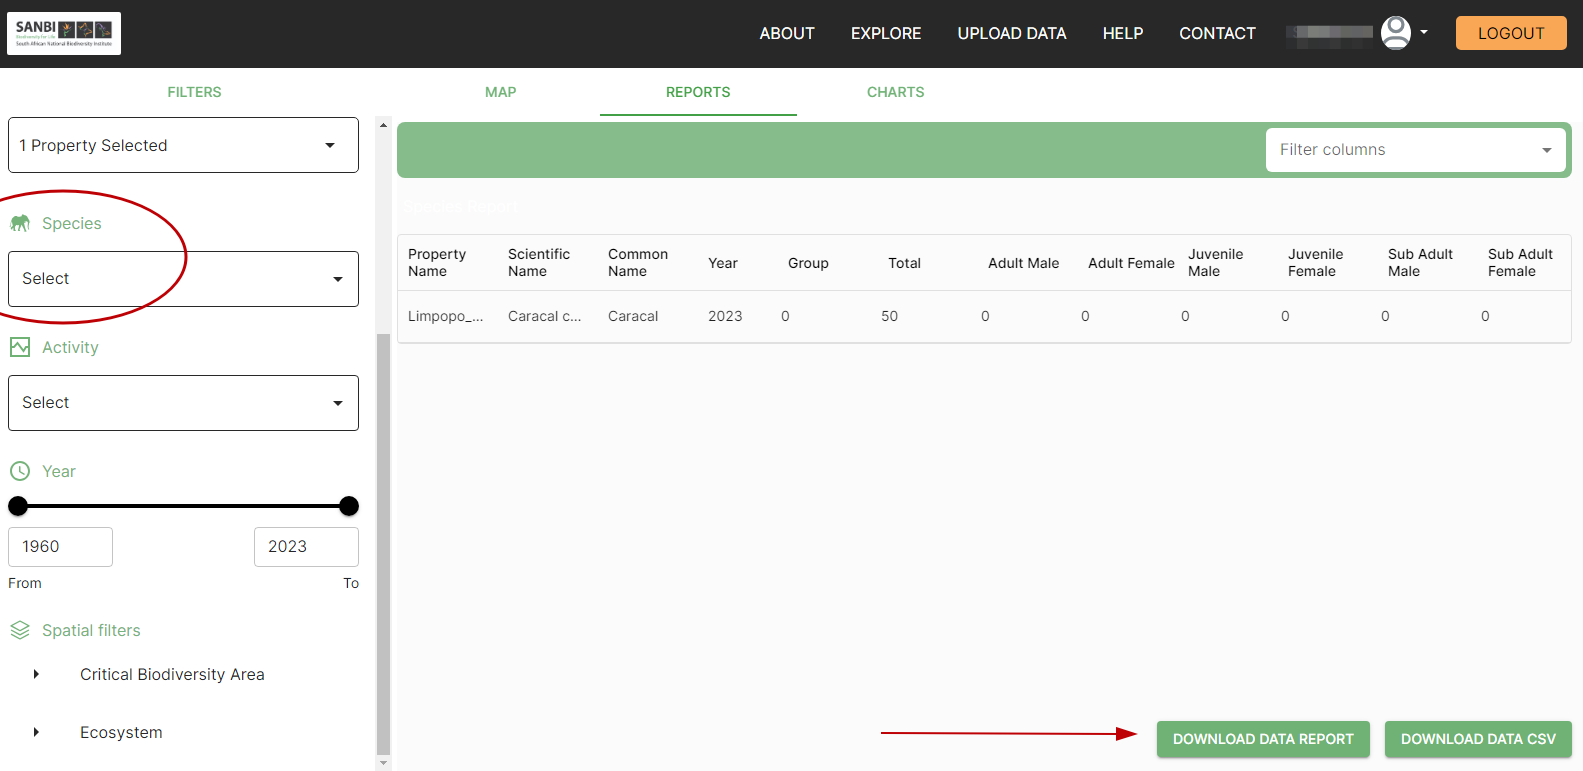 SANBI
Biodiversity for Life
South African National Biodiversity Institute
ABOUT
EXPLORE
UPLOAD DATA
HELP
CONTACT
LOGOUT
FILTERS
MAP
REPORTS
CHARTS
1 Property Selected
Species
Select
Activity
Select
Year
1960
2023
From
To
Spatial filters
Critical Biodiversity Area
Ecosystem
Filter columns
Species Report
Property Name
Scientific Name
Common Name
Year
Group
Total
Adult Male
Adult Female
Juvenile Male
Juvenile Female
Sub Adult Male
Sub Adult Female
Limpopo_...
Caracal c...
Caracal
2023
0
50
0
0
0
0
0
0
DOWNLOAD DATA REPORT
DOWNLOAD DATA CSV